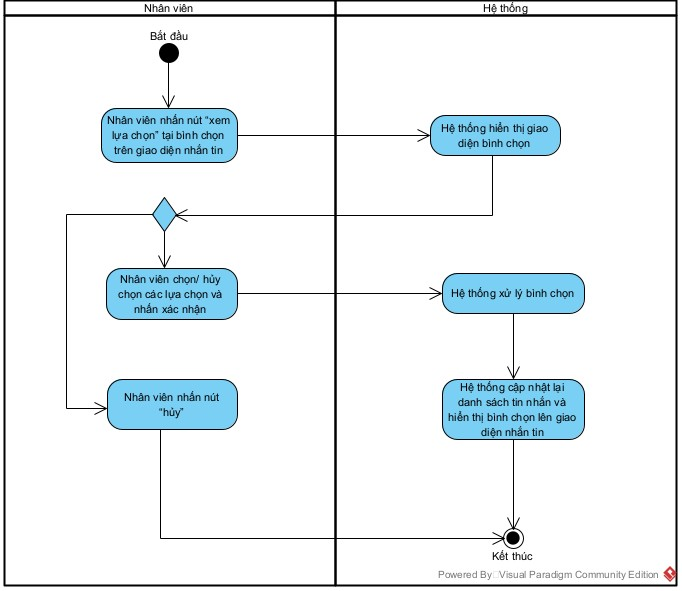 Nhân viên
Hệ thống
Bắt đầu
Nhân viên nhấn nút “xem
lựa chọn” tại bình chọn
trên giao diện nhắn tin
Hệ thống hiển thị giao
diện bình chọn
Nhân viên chọn/ hủy
chọn các lựa chọn và
nhấn xác nhận
Hệ thống xử lý bình chọn
Nhân viên nhấn nút
“hủy”
Hệ thống cập nhật lại
danh sách tin nhắn và
hiển thị bình chọn lên giao
diện nhắn tin
Kết thúc
Powered By Visual Paradigm Community Edition